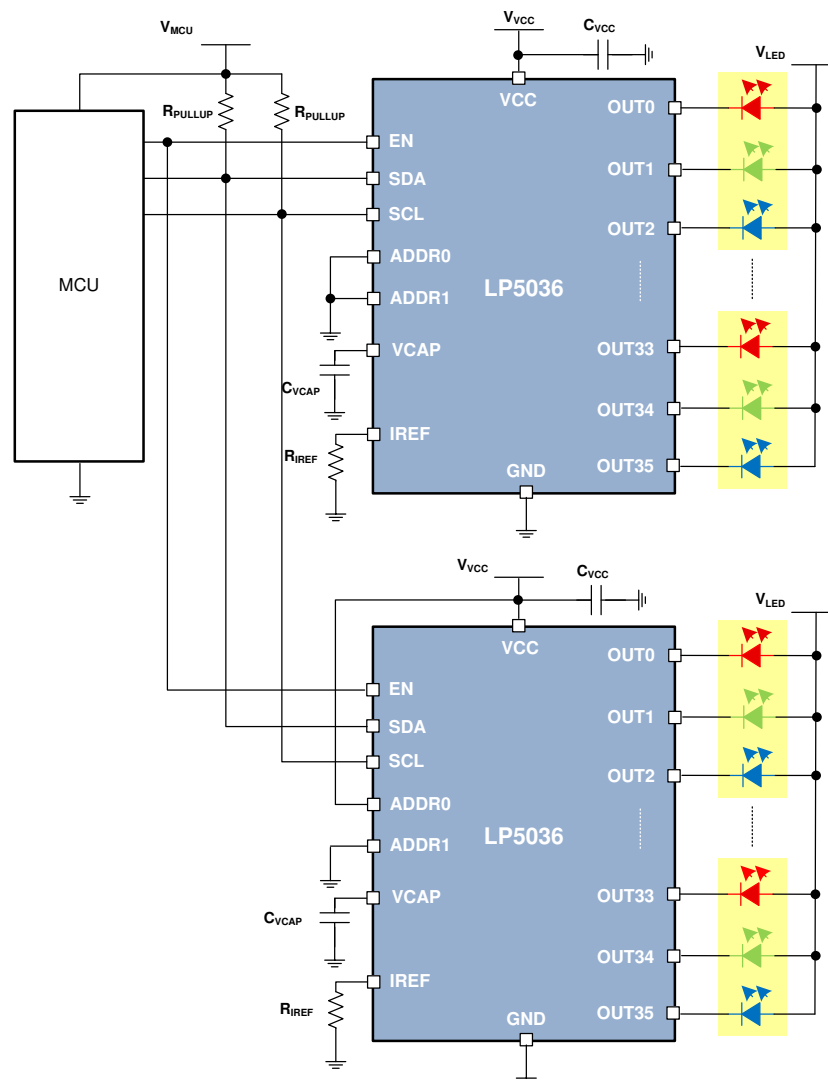 VMCU
RPULLUP
RPULLUP
MCU
VVCC
CVCC
VLED
VCC
EN
SDA
SCL
ADDR0
ADDR1
VCAP
IREF
LP5036
GND
OUT0
OUT1
OUT2
OUT33
OUT34
OUT35
CVCAP
RIREF
VVCC
CVCC
VLED
VCC
EN
SDA
SCL
ADDR0
ADDR1
VCAP
IREF
LP5036
GND
OUT0
OUT1
OUT2
OUT33
OUT34
OUT35
CVCAP
RIREF